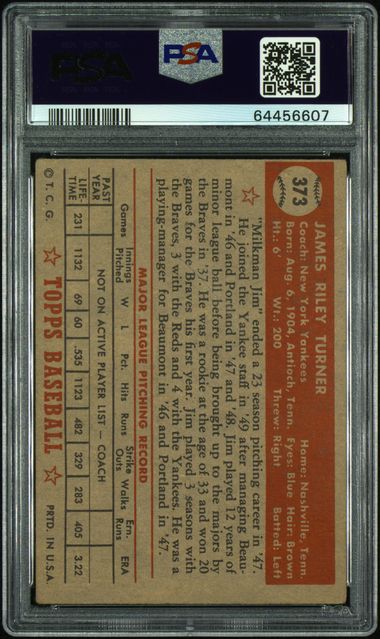 PSA
PSA
64456607
373
JAMES RILEY TURNER
Coach: New York Yankees Home: Nashville, Tenn.
Born: Aug. 6, 1904, Antioch, Tenn. Eyes: Blue Hair: Brown
Ht.: 6' Wt.: 200 Threw: Right Batted: Left
"Milkman Jim" ended a 23 season pitching career in '47.
He joined the Yankee staff in '49 after managing Beau-
mont in '46 and Portland in '47 and '48. Jim played 12 years of
minor league ball before being brought up to the majors by
the Braves in '37. He was a rookie at the age of 33 and won 20
games for the Braves his first year. Jim played 3 seasons with
the Braves, 3 with the Reds and 4 with the Yankees. He was a
playing-manager for Beaumont in '46 and Portland in '47.
MAJOR LEAGUE PITCHING RECORD
Games Innings Pitched W L Pct. Hits Runs Strike Outs Walks Ern. Runs ERA
PAST YEAR NOT ON ACTIVE PLAYER LIST — COACH
LIFE-TIME 231 1132 69 60 .535 1123 482 329 283 405 3.22
© T. C. G. TOPPS BASEBALL PRTD. IN U.S.A.